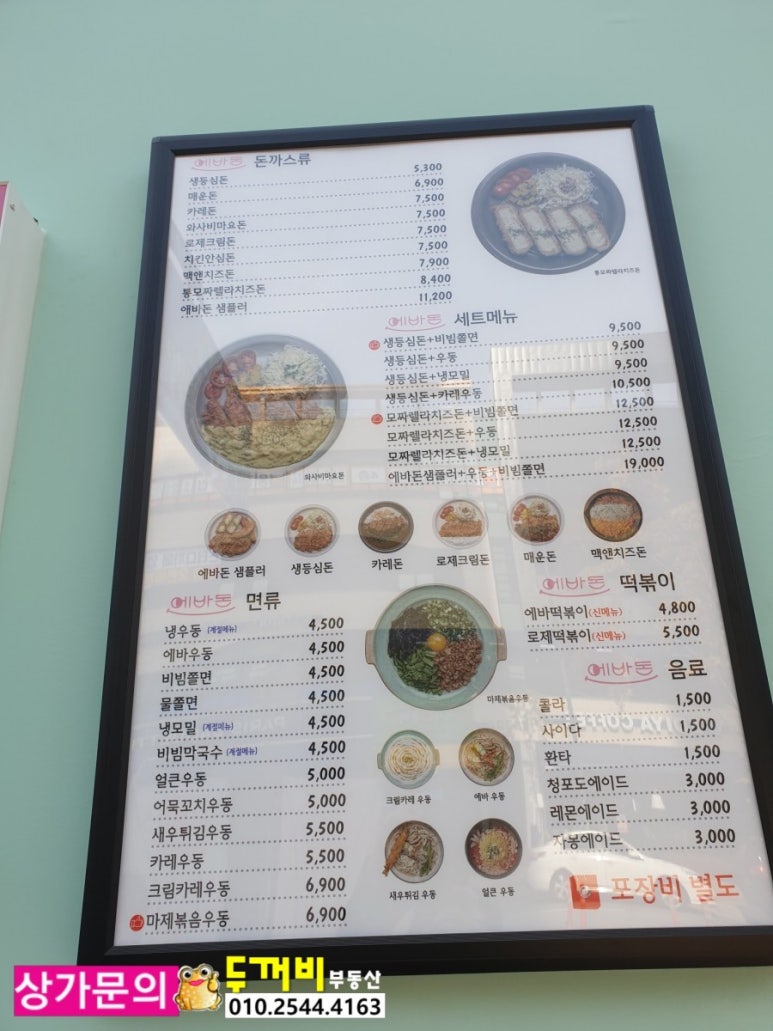 에바동 돈까스류
생등심돈 5,300
매운돈 6,900
카레돈 7,500
와사비마요돈 7,500
로제크림돈 7,500
치킨안심돈 7,500
맥앤치즈돈 7,900
통모짜렐라치즈돈 8,400
에바돈 샘플러 11,200
통모짜렐라치즈돈
에바동 세트메뉴
생등심돈+비빔쫄면 9,500
생등심돈+우동 9,500
생등심돈+냉모밀 9,500
생등심돈+카레우동 10,500
모짜렐라치즈돈+비빔쫄면 12,500
모짜렐라치즈돈+우동 12,500
모짜렐라치즈돈+냉모밀 12,500
에바돈샘플러+우동+비빔쫄면 19,000
와사비마요돈
에바돈 샘플러 생등심돈 카레돈 로제크림돈 매운돈 맥앤치즈돈
에바동 면류
냉우동 (계절메뉴) 4,500
에바우동 4,500
비빔쫄면 4,500
물쫄면 4,500
냉모밀 (계절메뉴) 4,500
비빔막국수 (계절메뉴) 4,500
얼큰우동 5,000
어묵꼬치우동 5,000
새우튀김우동 5,500
카레우동 5,500
크림카레우동 6,900
마제볶음우동 6,900
마제볶음우동
크림카레 우동 에바 우동
새우튀김 우동 얼큰 우동
에바동 떡볶이
에바떡볶이(신메뉴) 4,800
로제떡볶이(신메뉴) 5,500
에바동 음료
콜라 1,500
사이다 1,500
환타 1,500
청포도에이드 3,000
레몬에이드 3,000
자몽에이드 3,000
포장비 별도
상가문의 두꺼비부동산
010.2544.4163